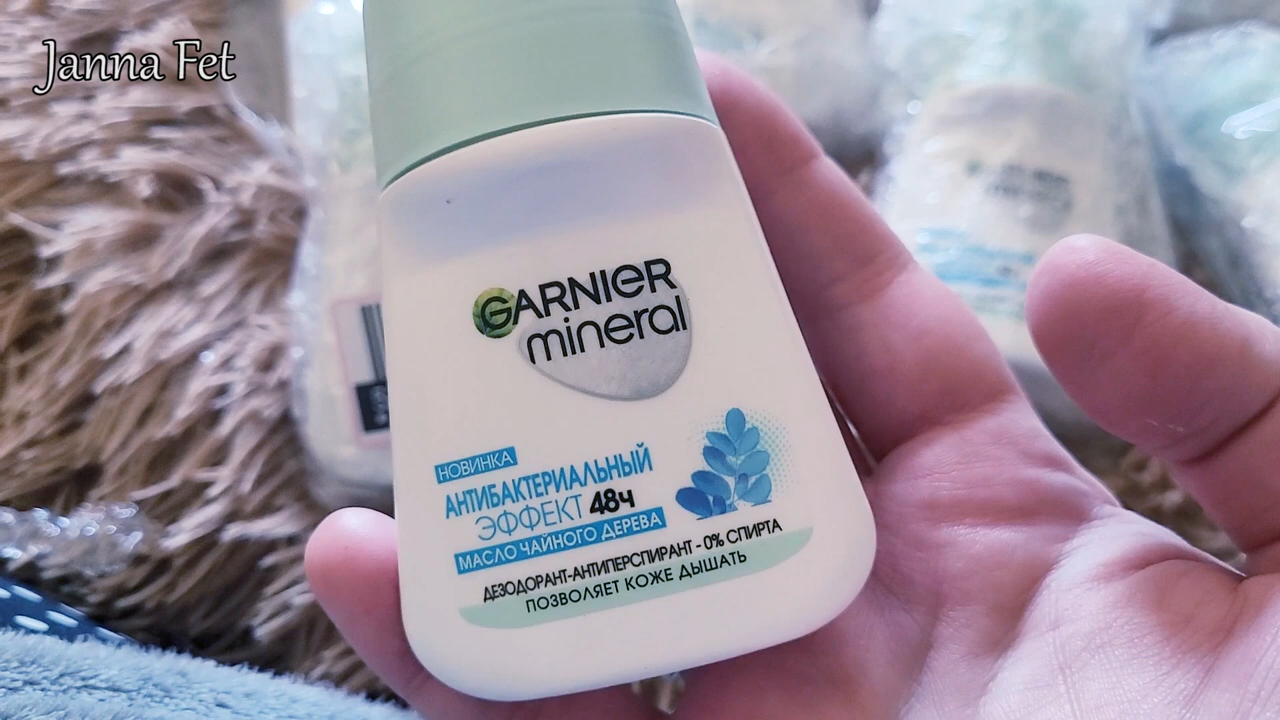 Janna Fet
GARNIER
mineral
НОВИНКА
АНТИБАКТЕРИАЛЬНЫЙ
ЭФФЕКТ 48ч
МАСЛО ЧАЙНОГО ДЕРЕВА
ДЕЗОДОРАНТ-АНТИПЕРСПИРАНТ - 0% СПИРТА
ПОЗВОЛЯЕТ КОЖЕ ДЫШАТЬ